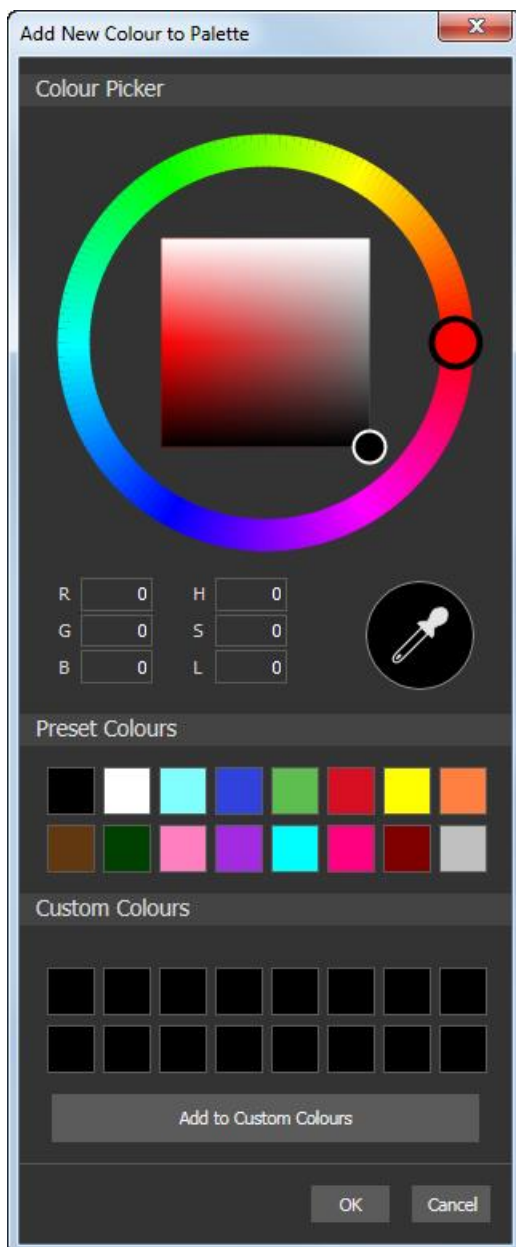 Add New Colour to Palette
Colour Picker
R 0 H 0
G 0 S 0
B 0 L 0
Preset Colours
Custom Colours
Add to Custom Colours
OK Cancel